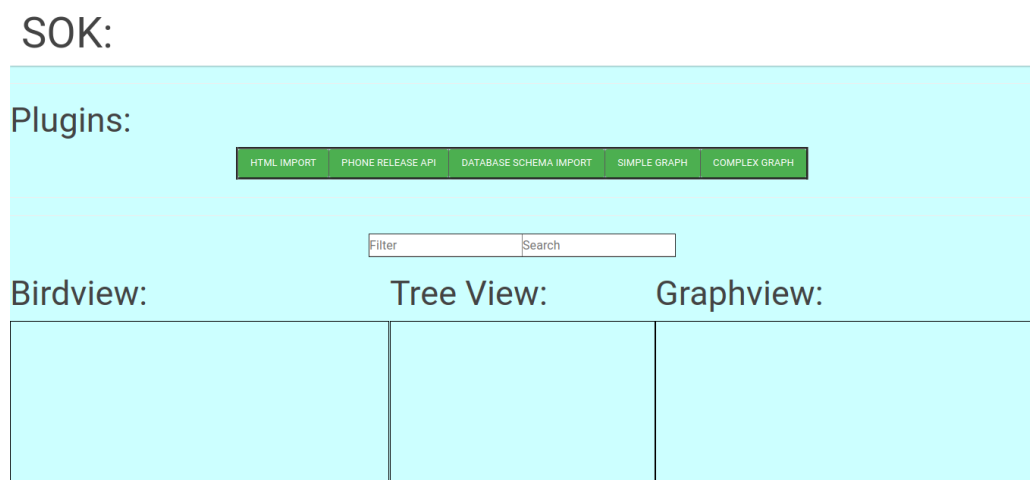 SOK:
Plugins:
HTML IMPORT PHONE RELEASE API DATABASE SCHEMA IMPORT SIMPLE GRAPH COMPLEX GRAPH
Filter Search
Birdview: Tree View: Graphview: